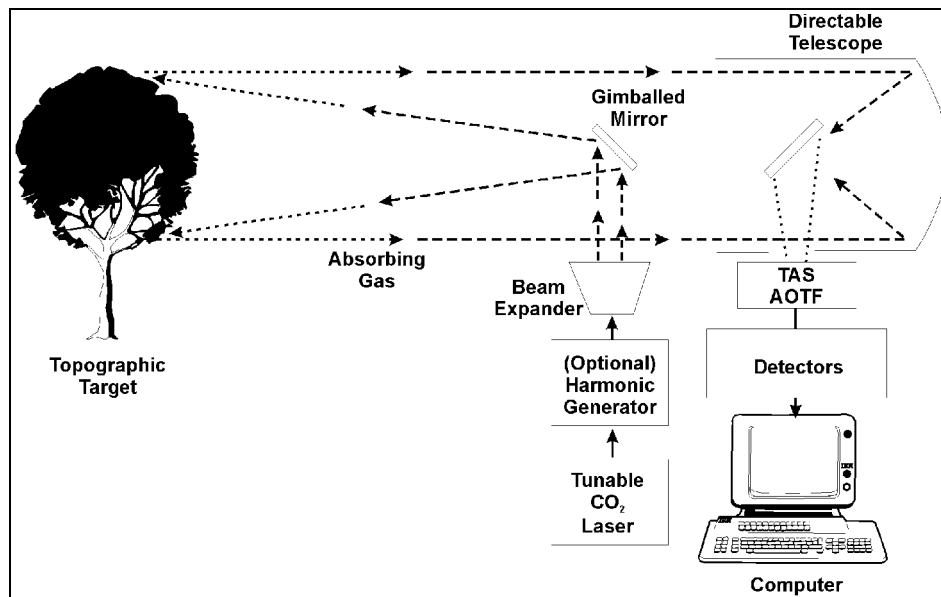 Directable
Telescope
Gimballed
Mirror
Absorbing
Gas
Beam
Expander
TAS
AOTF
Topographic
Target
(Optional)
Harmonic
Generator
Detectors
Tunable
CO₂
Laser
Computer